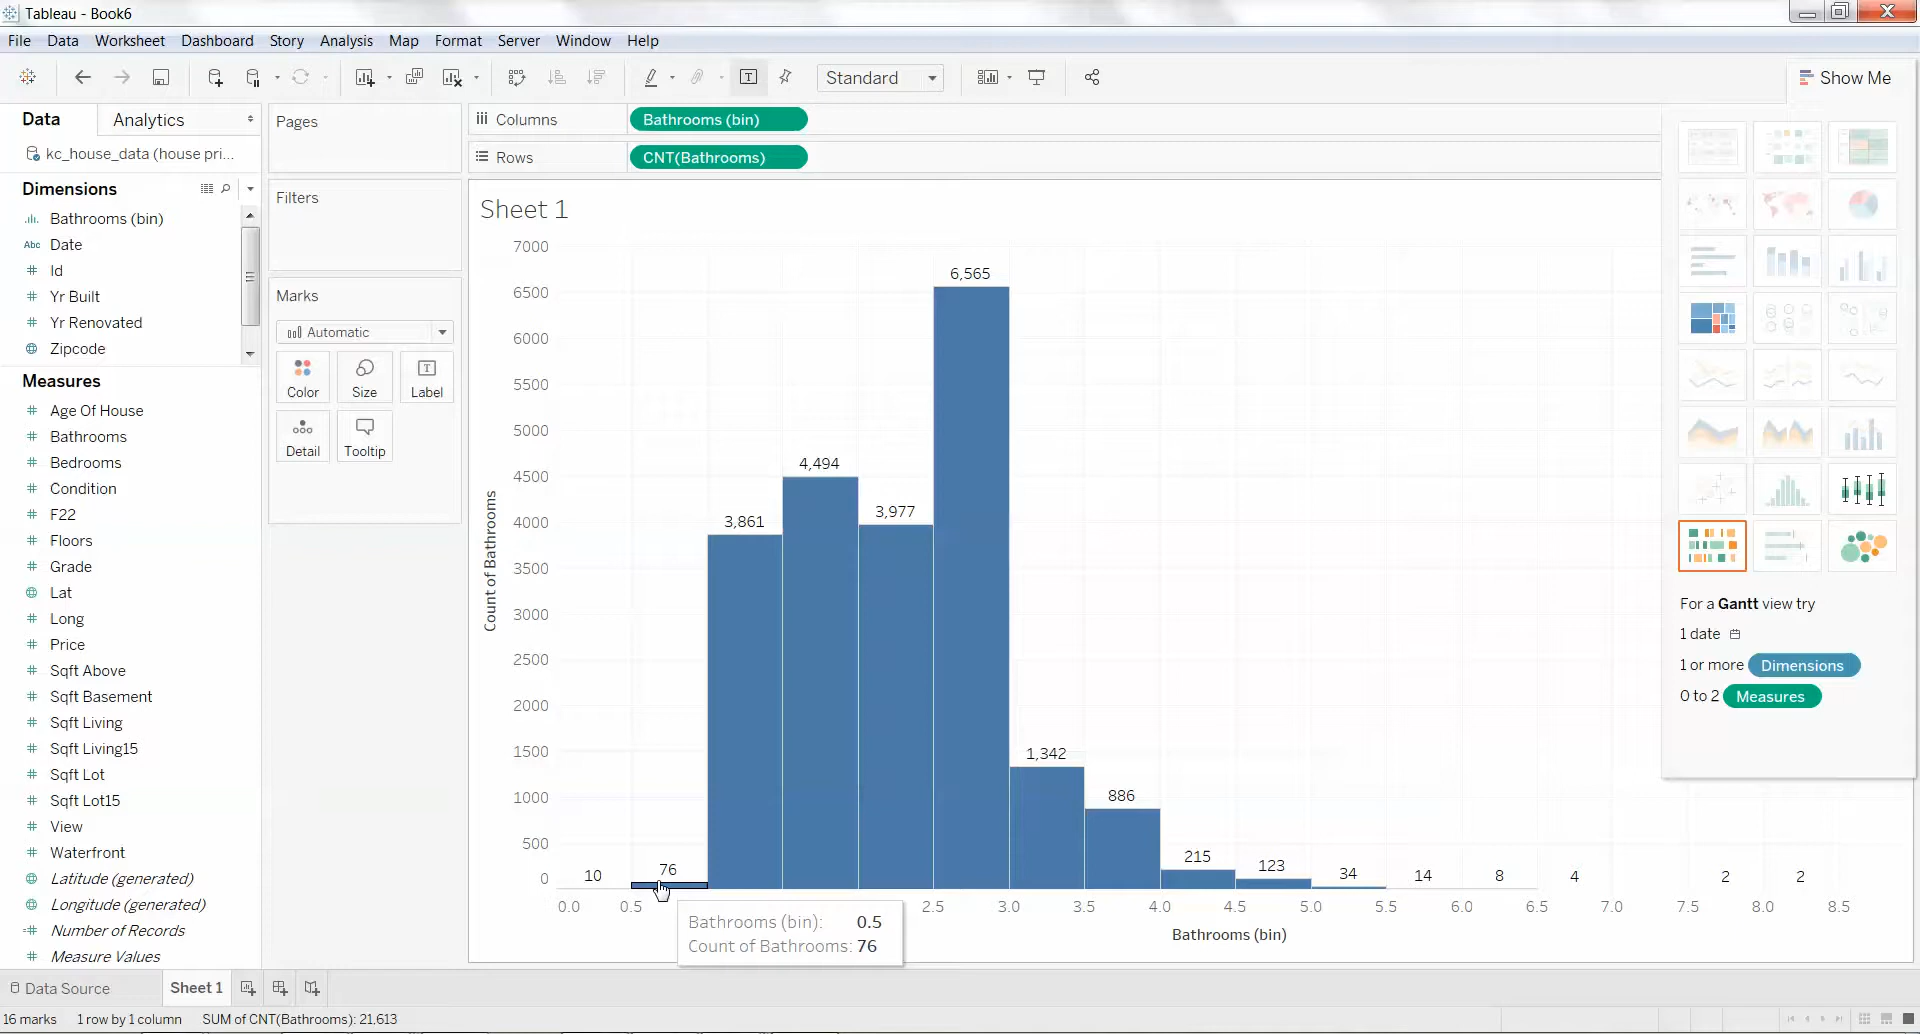 Tableau - Book6
File Data Worksheet Dashboard Story Analysis Map Format Server Window Help
Standard
Show Me
Data
Analytics
kc_house_data (house pri...
Dimensions
Bathrooms (bin)
Abc Date
Id
Yr Built
Yr Renovated
Zipcode
Measures
Age Of House
Bathrooms
Bedrooms
Condition
F22
Floors
Grade
Lat
Long
Price
Sqft Above
Sqft Basement
Sqft Living
Sqft Living15
Sqft Lot
Sqft Lot15
View
Waterfront
Latitude (generated)
Longitude (generated)
Number of Records
Measure Values
Pages
Filters
Marks
Automatic
Color
Size
Label
Detail
Tooltip
Columns
Bathrooms (bin)
Rows
CNT(Bathrooms)
Sheet 1
7000
6500
6000
5500
5000
4500
4000
3500
3000
2500
2000
1500
1000
500
0
Count of Bathrooms
10
76
3,861
4,494
3,977
6,565
1,342
886
215
123
34
14
8
4
2
2
0.0 0.5 2.5 3.0 3.5 4.0 4.5 5.0 5.5 6.0 6.5 7.0 7.5 8.0 8.5
Bathrooms (bin)
Bathrooms (bin): 0.5
Count of Bathrooms: 76
For a Gantt view try
1 date
1 or more Dimensions
0 to 2 Measures
Data Source
Sheet 1
16 marks 1 row by 1 column SUM of CNT(Bathrooms): 21,613